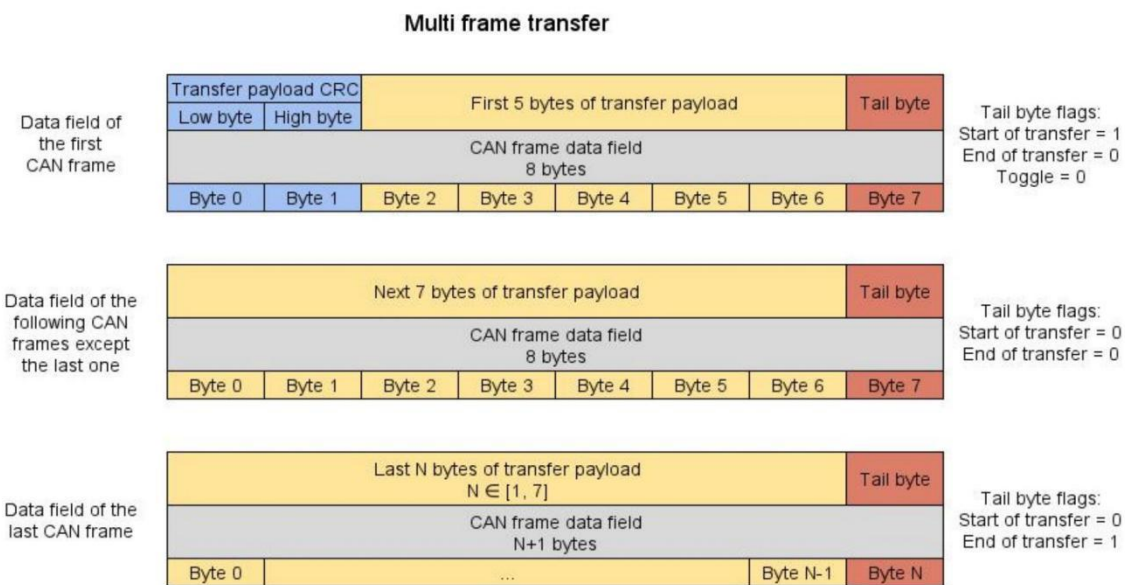 Multi frame transfer
Data field of
the first
CAN frame
Transfer payload CRC
Low byte
High byte
First 5 bytes of transfer payload
Tail byte
CAN frame data field
8 bytes
Byte 0
Byte 1
Byte 2
Byte 3
Byte 4
Byte 5
Byte 6
Byte 7
Tail byte flags:
Start of transfer = 1
End of transfer = 0
Toggle = 0
Data field of the
following CAN
frames except
the last one
Next 7 bytes of transfer payload
Tail byte
CAN frame data field
8 bytes
Byte 0
Byte 1
Byte 2
Byte 3
Byte 4
Byte 5
Byte 6
Byte 7
Tail byte flags:
Start of transfer = 0
End of transfer = 0
Data field of the
last CAN frame
Last N bytes of transfer payload
N ∈ [1, 7]
Tail byte
CAN frame data field
N+1 bytes
Byte 0
...
Byte N-1
Byte N
Tail byte flags:
Start of transfer = 0
End of transfer = 1